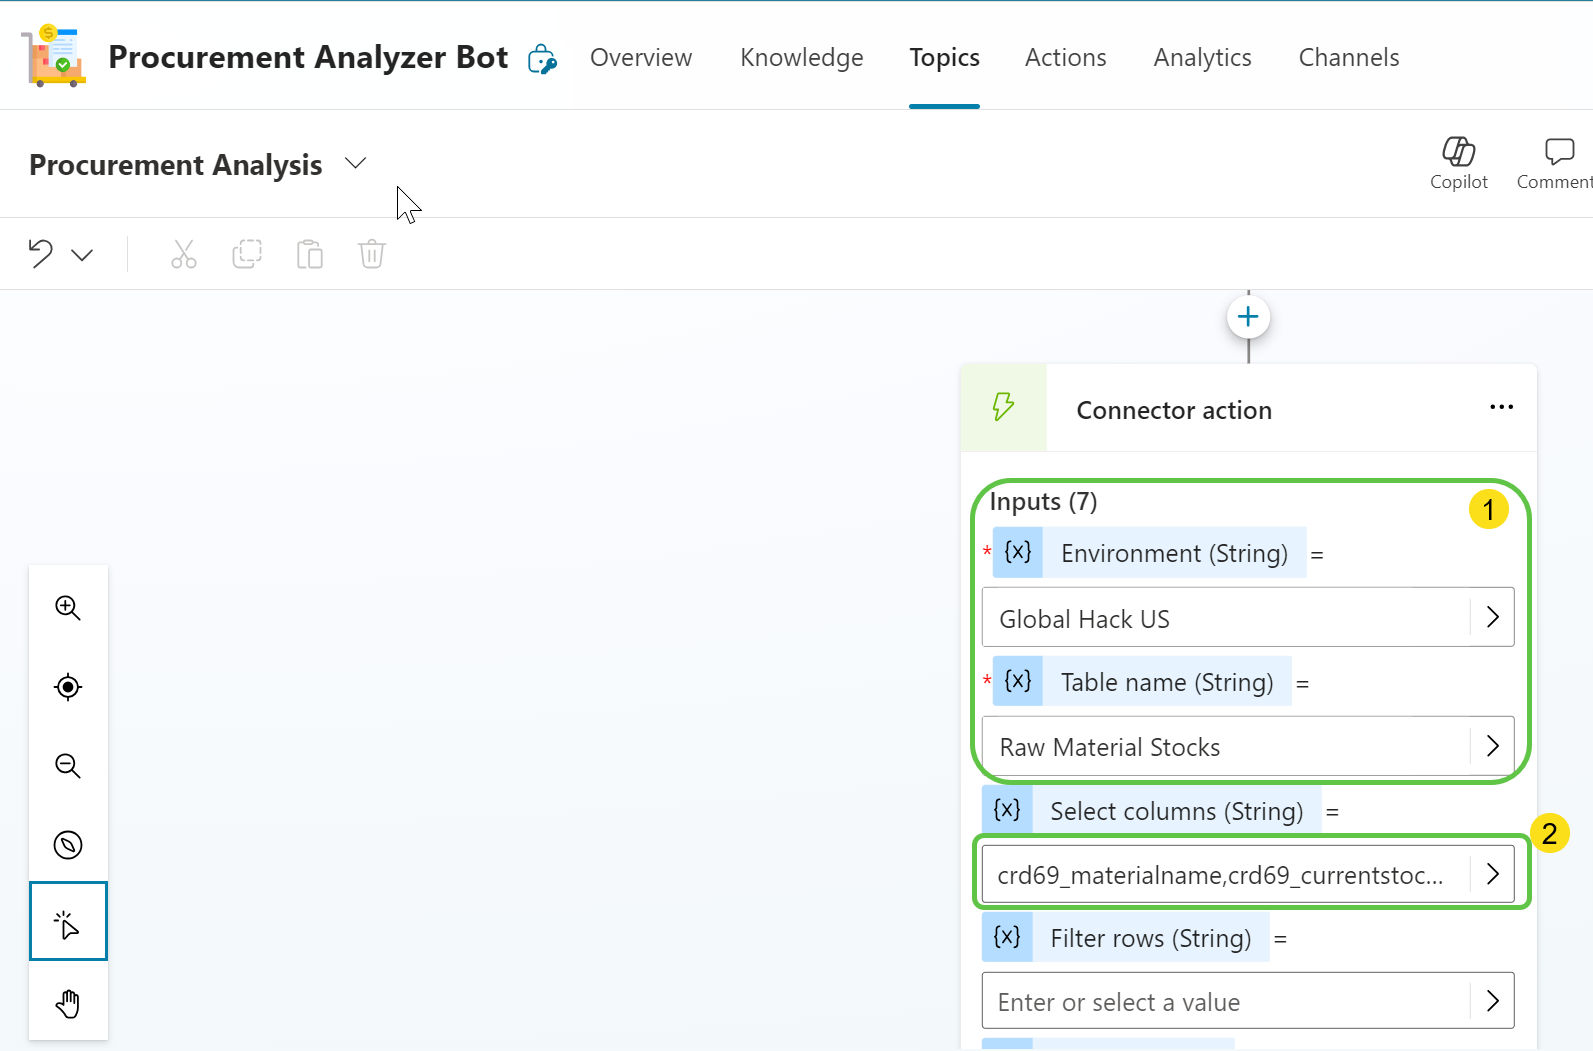 Procurement Analyzer Bot
Overview
Knowledge
Topics
Actions
Analytics
Channels
Procurement Analysis
Copilot
Comment
Connector action
Inputs (7)
1
* {x} Environment (String) =
Global Hack US
* {x} Table name (String) =
Raw Material Stocks
{x} Select columns (String) =
2
crd69_materialname,crd69_currentstoc...
{x} Filter rows (String) =
Enter or select a value